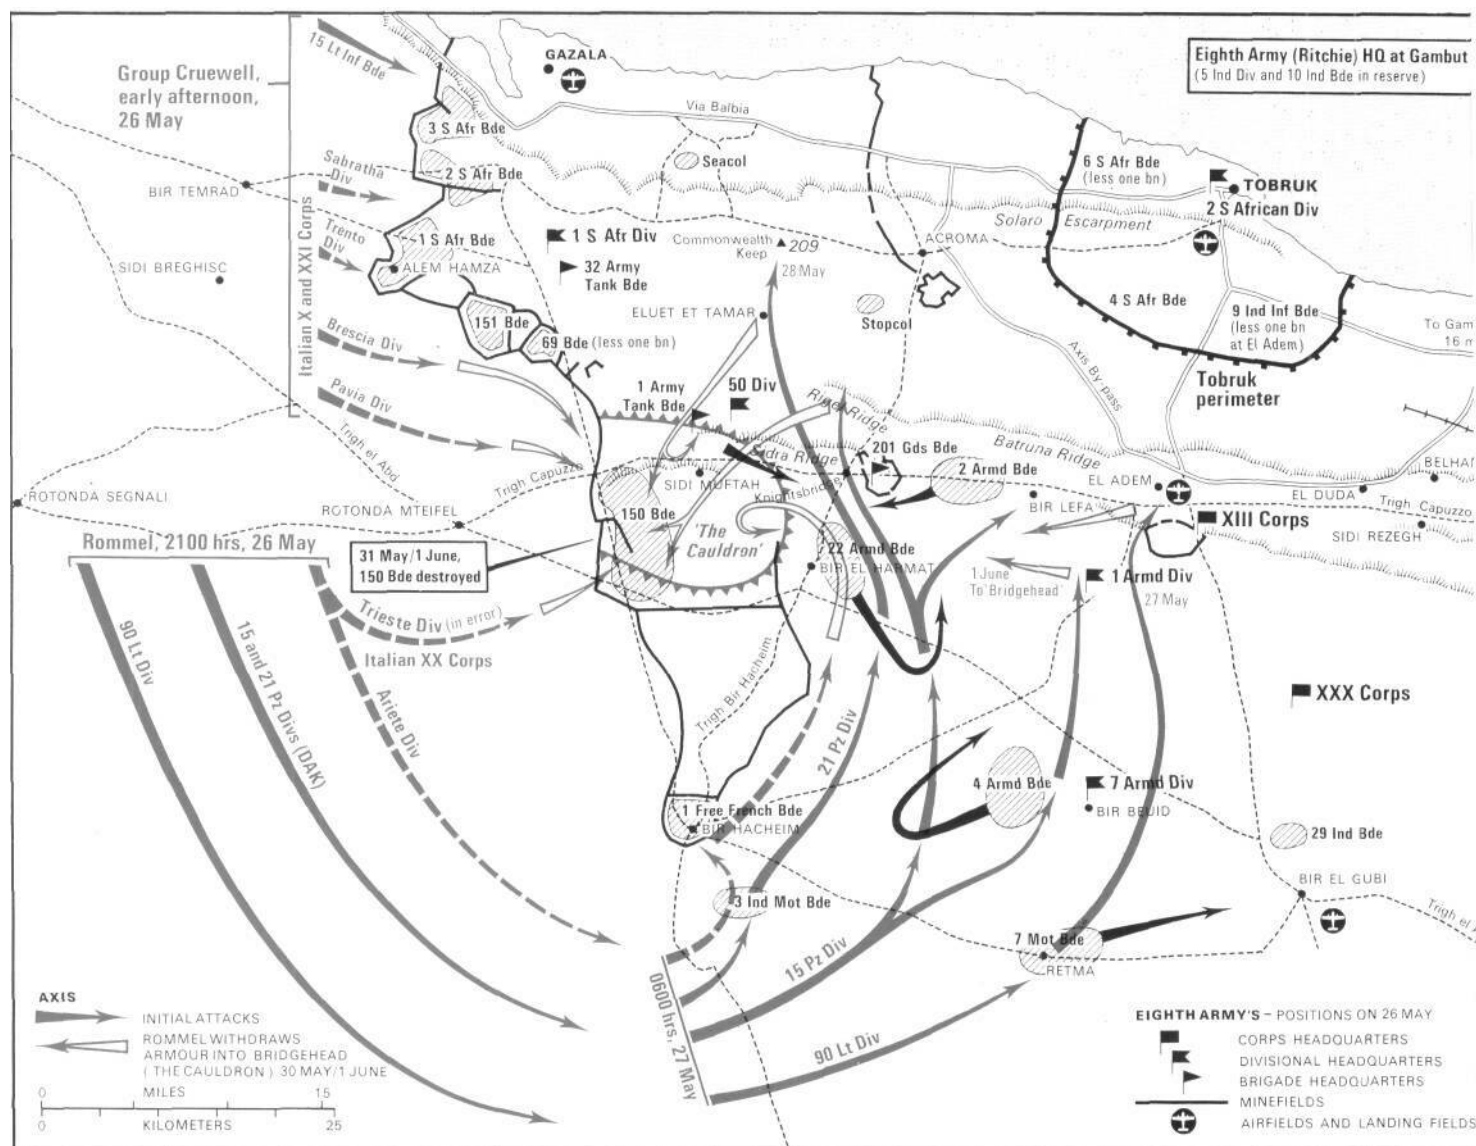 15 Lt Inf Bde
Group Cruewell,
early afternoon,
26 May
GAZALA
Eighth Army (Ritchie) HQ at Gambut
(5 Ind Div and 10 Ind Bde in reserve)
Via Balbia
3 S Afr Bde
2 S Afr Bde
Seacol
6 S Afr Bde
(less one bn)
TOBRUK
2 S African Div
Sabratha
Div
BIR TEMRAD
Solaro Escarpment
Trento
Div
1 S Afr Bde
ALEM HAMZA
1 S Afr Div
32 Army
Tank Bde
Commonwealth
Keep
209
28 May
ACROMA
SIDI BREGHISC
Italian X and XXI Corps
4 S Afr Bde
9 Ind Inf Bde
(less one bn
at El Adem)
To Gam
16 m
Stopcol
ELUET ET TAMAR
151 Bde
69 Bde (less one bn)
Brescia Div
Axis By-pass
Tobruk
perimeter
Pavia Div
1 Army
Tank Bde
50 Div
Rigel Ridge
Trigh el Abd
201 Gds Bde
Batruna Ridge
Sidra Ridge
2 Armd Bde
BELHAM
ROTONDA SEGNALI
Trigh Capuzzo
SIDI MUFTAH
Knightsbridge
BIR LEFA
EL ADEM
EL DUDA
Trigh Capuzzo
ROTONDA MTEIFEL
150 Bde
'The
Cauldron'
XIII Corps
SIDI REZEGH
Rommel, 2100 hrs, 26 May
31 May/1 June,
150 Bde destroyed
22 Armd Bde
BIR EL HARMAT
1 June
To 'Bridgehead'
1 Armd Div
27 May
Trieste Div (in error)
Italian XX Corps
90 Lt Div
15 and 21 Pz Divs (DAK)
Ariete Div
Trigh Bir Hacheim
XXX Corps
21 Pz Div
4 Armd Bde
7 Armd Div
BIR BEUID
1 Free French Bde
BIR HACHEIM
29 Ind Bde
BIR EL GUBI
Trigh el
3 Ind Mot Bde
7 Mot Bde
RETMA
15 Pz Div
0600 hrs, 27 May
90 Lt Div
AXIS
INITIAL ATTACKS
ROMMEL WITHDRAWS
ARMOUR INTO BRIDGEHEAD
(THE CAULDRON) 30 MAY/1 JUNE
0 MILES 15
0 KILOMETERS 25
EIGHTH ARMY'S – POSITIONS ON 26 MAY
CORPS HEADQUARTERS
DIVISIONAL HEADQUARTERS
BRIGADE HEADQUARTERS
MINEFIELDS
AIRFIELDS AND LANDING FIELDS